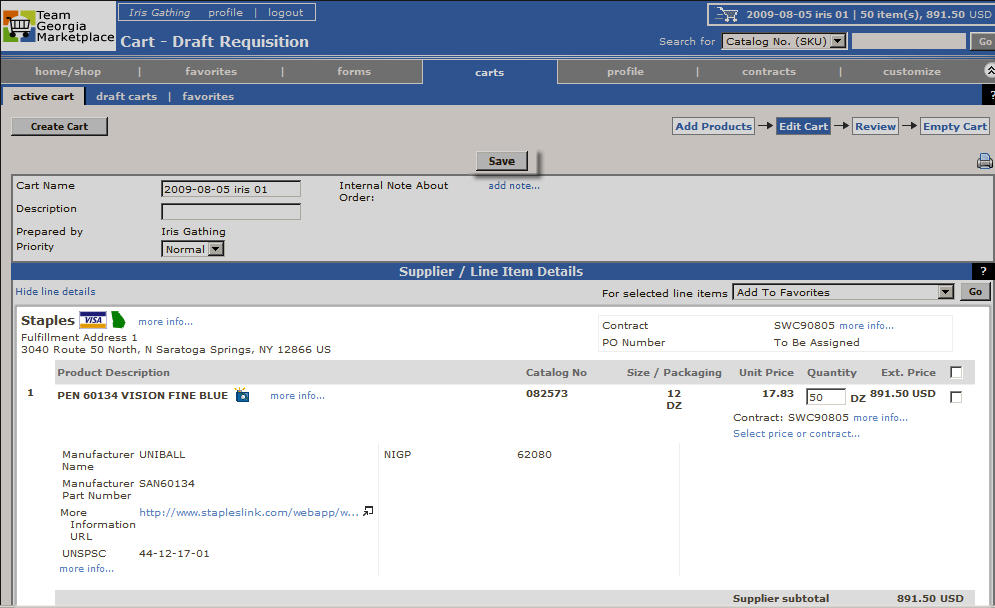 Team Georgia Marketplace
Iris Gathing profile | logout
2009-08-05 iris 01 | 50 item(s), 891.50 USD
Cart - Draft Requisition
Search for Catalog No. (SKU) Go
home/shop | favorites | forms carts profile | contracts | customize
active cart draft carts | favorites ?
Create Cart
Add Products Edit Cart Review Empty Cart
Save
Cart Name 2009-08-05 iris 01
Internal Note About Order: add note...
Description
Prepared by Iris Gathing
Priority Normal
Supplier / Line Item Details ?
Hide line details
For selected line items Add To Favorites Go
Staples VISA more info...
Fulfillment Address 1
3040 Route 50 North, N Saratoga Springs, NY 12866 US
Contract SWC90805 more info...
PO Number To Be Assigned
Product Description Catalog No Size / Packaging Unit Price Quantity Ext. Price
1 PEN 60134 VISION FINE BLUE more info... 082573 12 DZ 17.83 50 DZ 891.50 USD
Contract: SWC90805 more info...
Select price or contract...
Manufacturer Name UNIBALL
NIGP 62080
Manufacturer Part Number SAN60134
More Information URL http://www.stapleslink.com/webapp/w...
UNSPSC 44-12-17-01
more info...
Supplier subtotal 891.50 USD